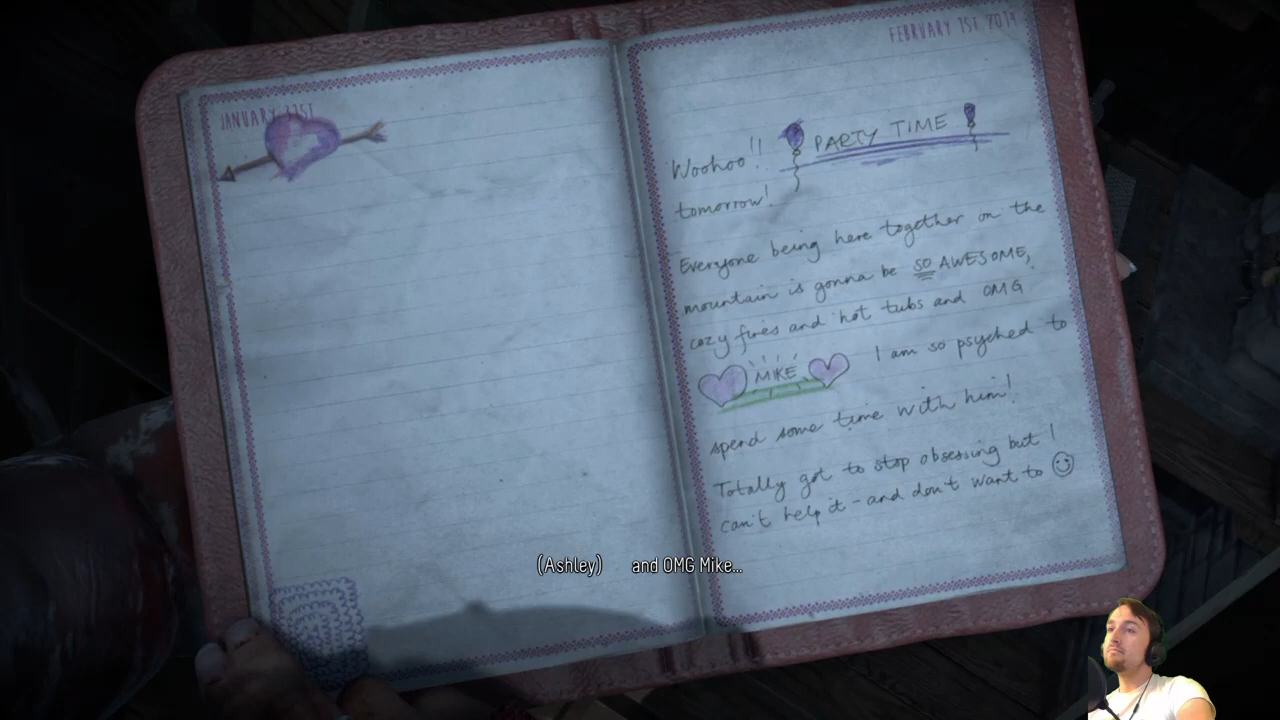 JANUARY 31ST
FEBRUARY 1ST 2014
Woohoo!! PARTY TIME
tomorrow!
Everyone being here together on the
mountain is gonna be SO AWESOME,
cozy fires and hot tubs and OMG
MIKE I am so psyched to
spend some time with him!
Totally got to stop obsessing but I
can't help it - and don't want to
(Ashley) and OMG Mike...